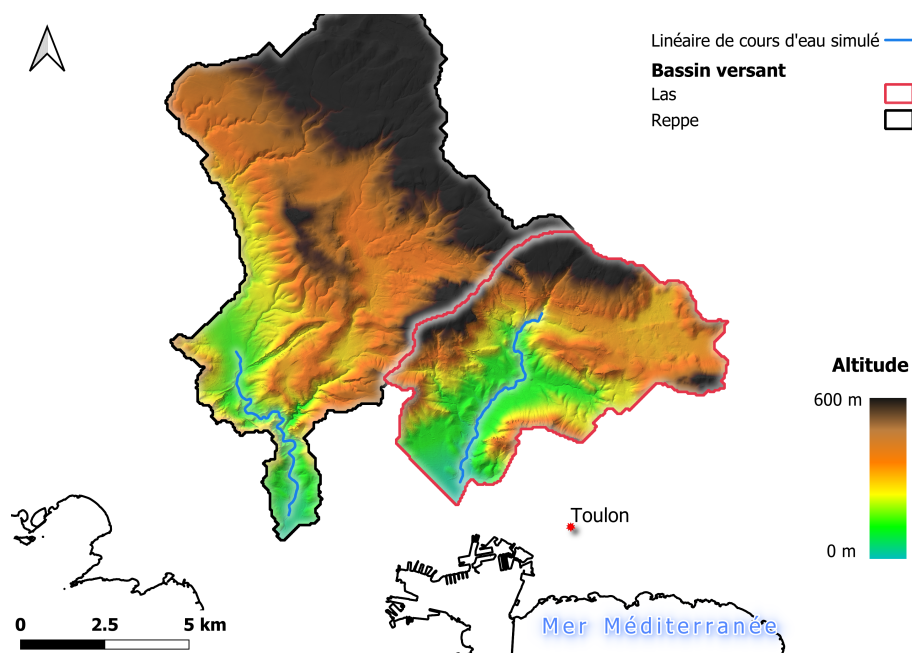 Linéaire de cours d'eau simulé
Bassin versant
Las
Reppe
Altitude
600 m
0 m
Toulon
Mer Méditerranée
0 2.5 5 km